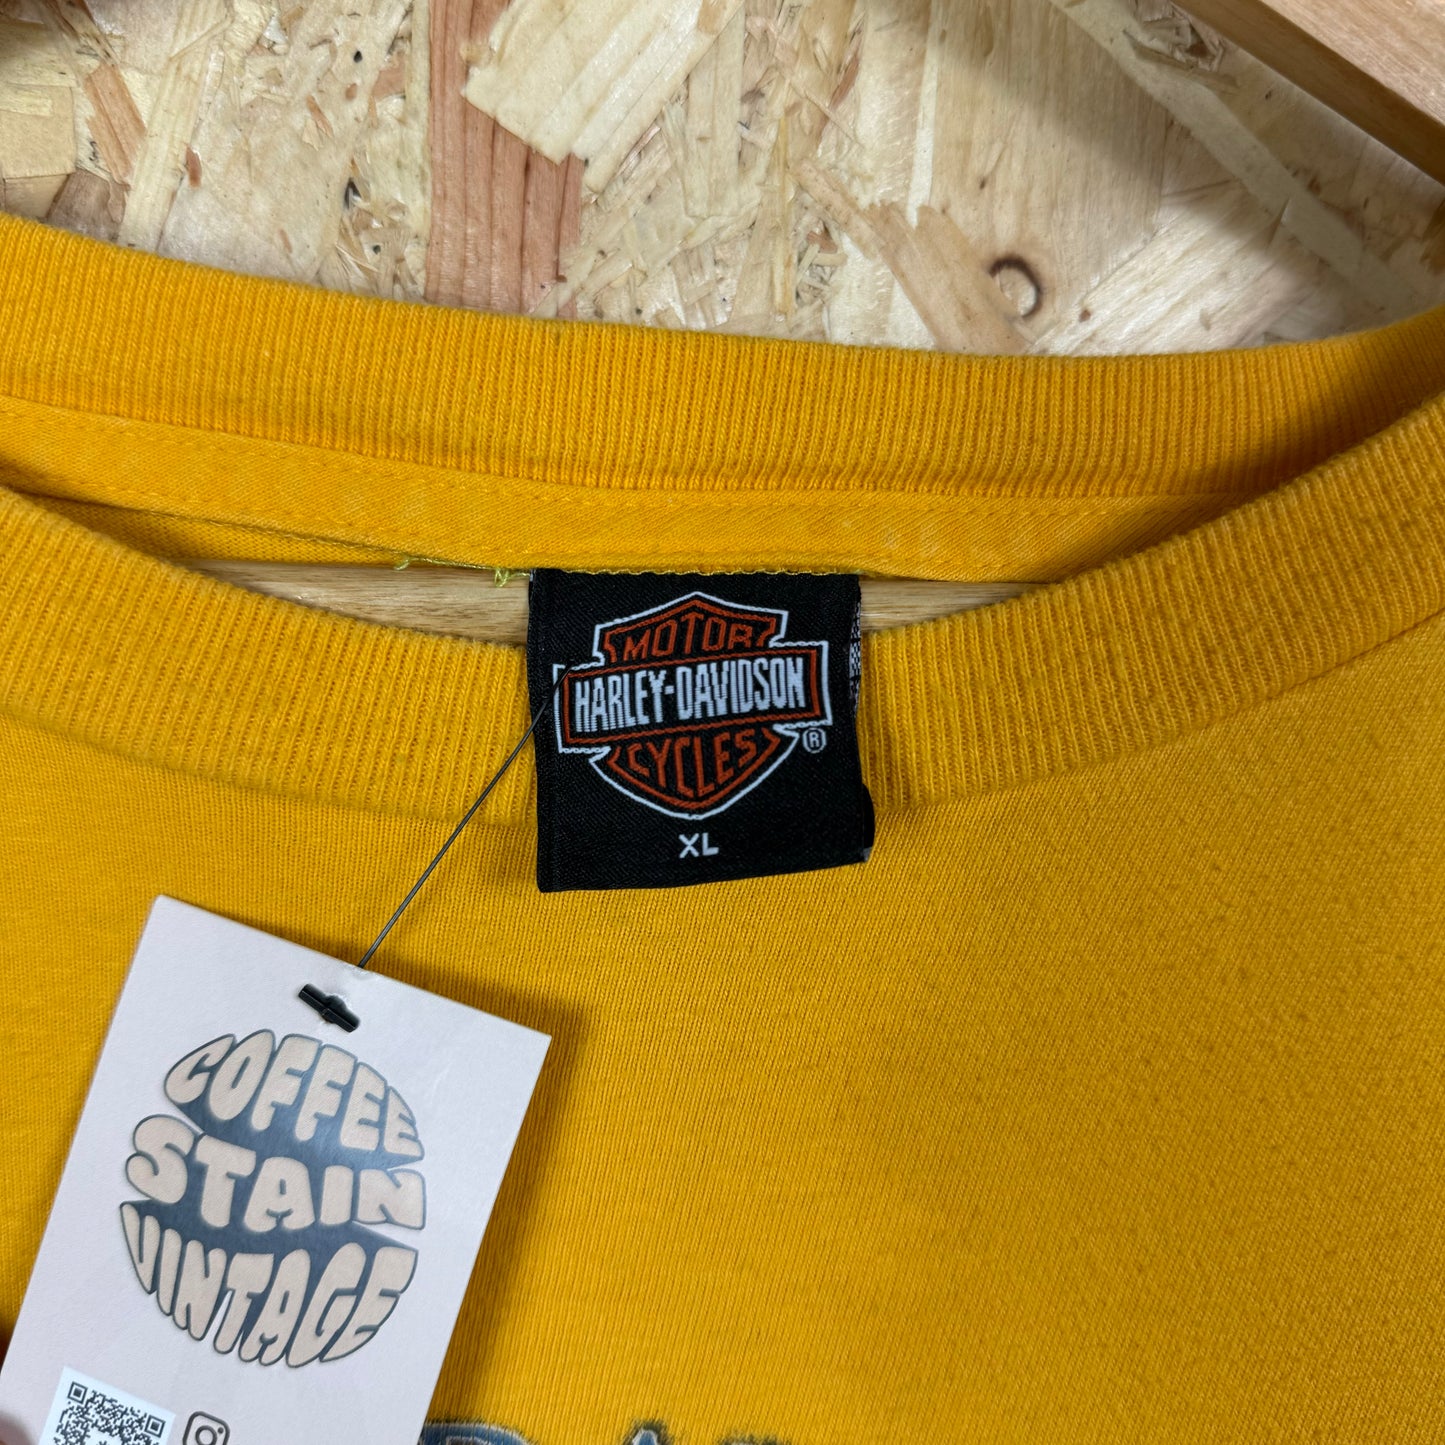 MOTOR
HARLEY-DAVIDSON
CYCLES
®
XL
COFFEE
STAIN
VINTAGE